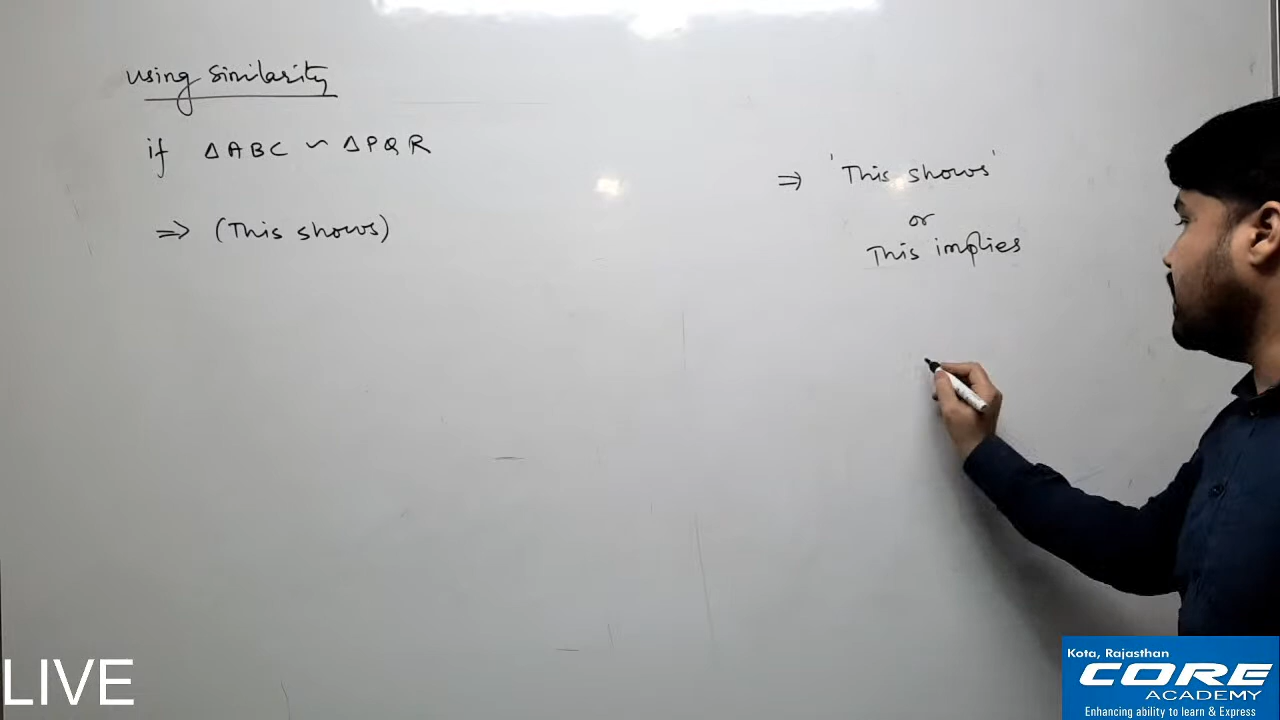 using Similarity
if ΔABC ~ ΔPQR
⇒ (This shows)
⇒ 'This shows'
or
This implies
LIVE
Kota, Rajasthan
CORE
ACADEMY
Enhancing ability to learn & Express